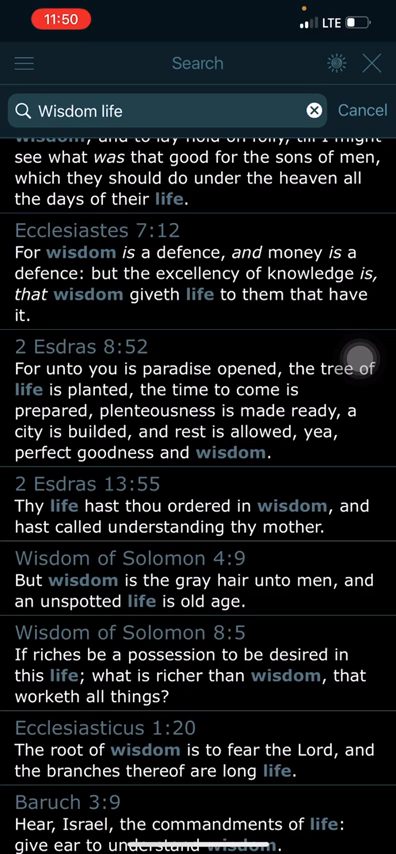 11:50
LTE
Search
Wisdom life
Cancel
wisdom, and to lay hold on folly, till I might
see what was that good for the sons of men,
which they should do under the heaven all
the days of their life.
Ecclesiastes 7:12
For wisdom is a defence, and money is a
defence: but the excellency of knowledge is,
that wisdom giveth life to them that have
it.
2 Esdras 8:52
For unto you is paradise opened, the tree of
life is planted, the time to come is
prepared, plenteousness is made ready, a
city is builded, and rest is allowed, yea,
perfect goodness and wisdom.
2 Esdras 13:55
Thy life hast thou ordered in wisdom, and
hast called understanding thy mother.
Wisdom of Solomon 4:9
But wisdom is the gray hair unto men, and
an unspotted life is old age.
Wisdom of Solomon 8:5
If riches be a possession to be desired in
this life; what is richer than wisdom, that
worketh all things?
Ecclesiasticus 1:20
The root of wisdom is to fear the Lord, and
the branches thereof are long life.
Baruch 3:9
Hear, Israel, the commandments of life:
give ear to understand wisdom.